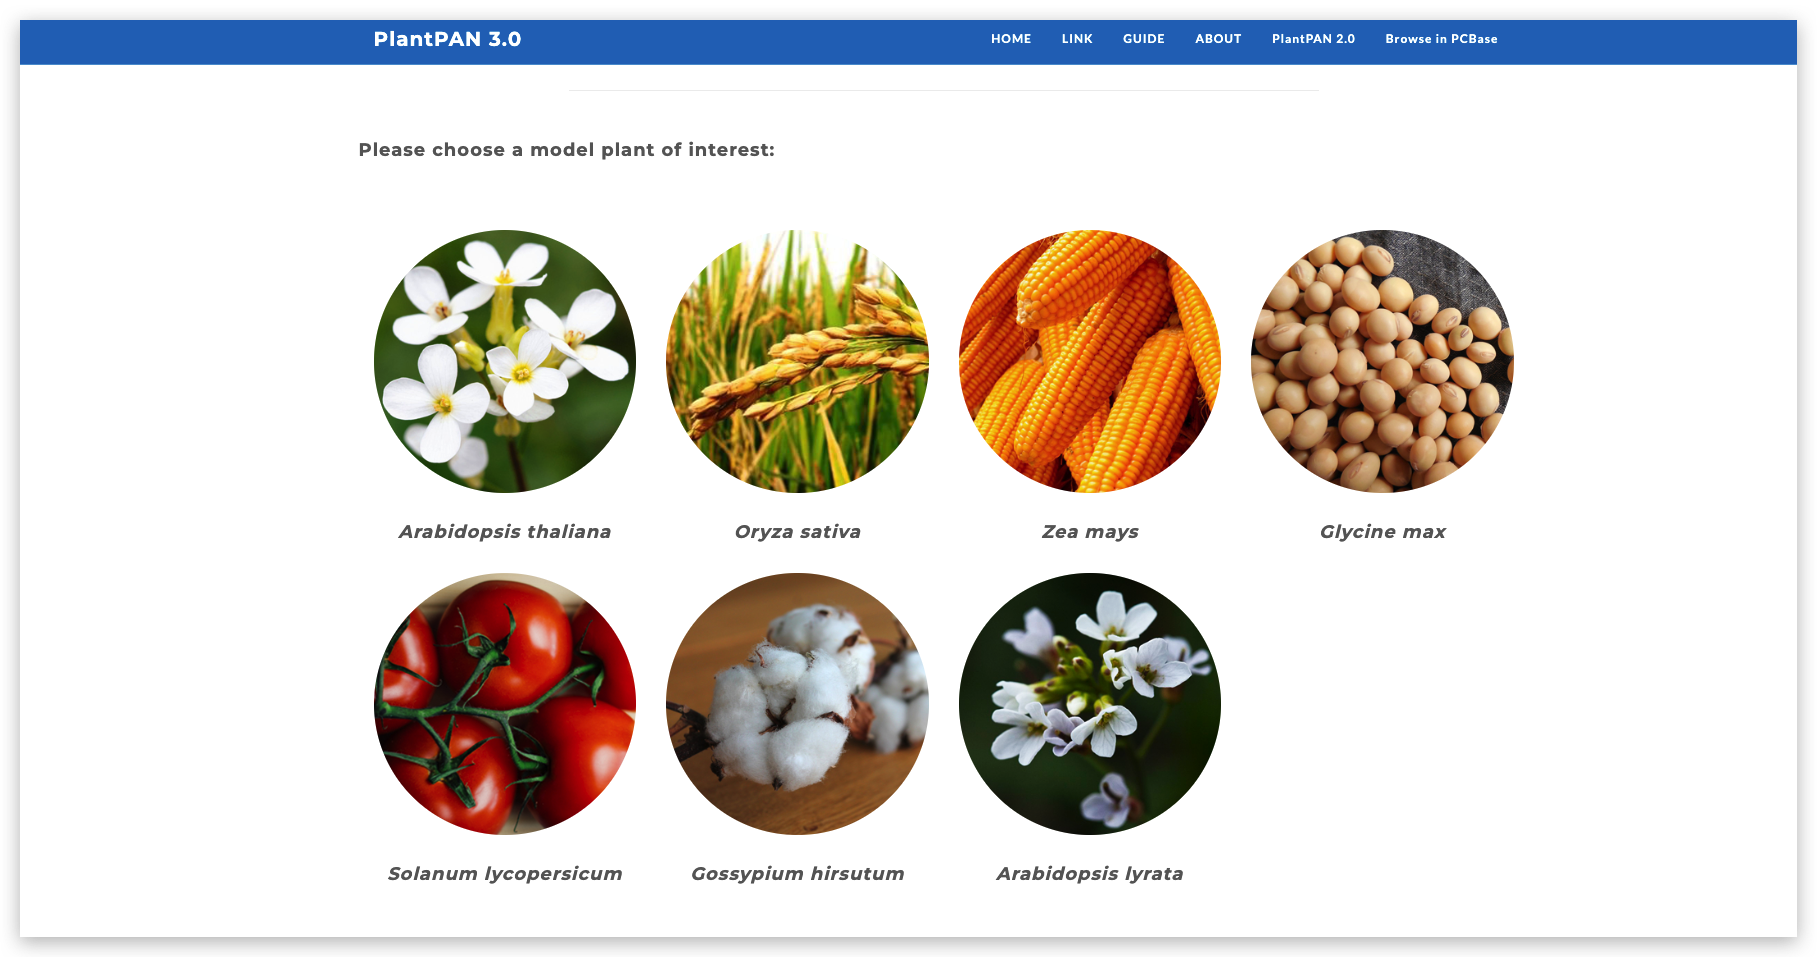 PlantPAN 3.0 HOME LINK GUIDE ABOUT PlantPAN 2.0 Browse in PCBase
Please choose a model plant of interest:
Arabidopsis thaliana Oryza sativa Zea mays Glycine max
Solanum lycopersicum Gossypium hirsutum Arabidopsis lyrata